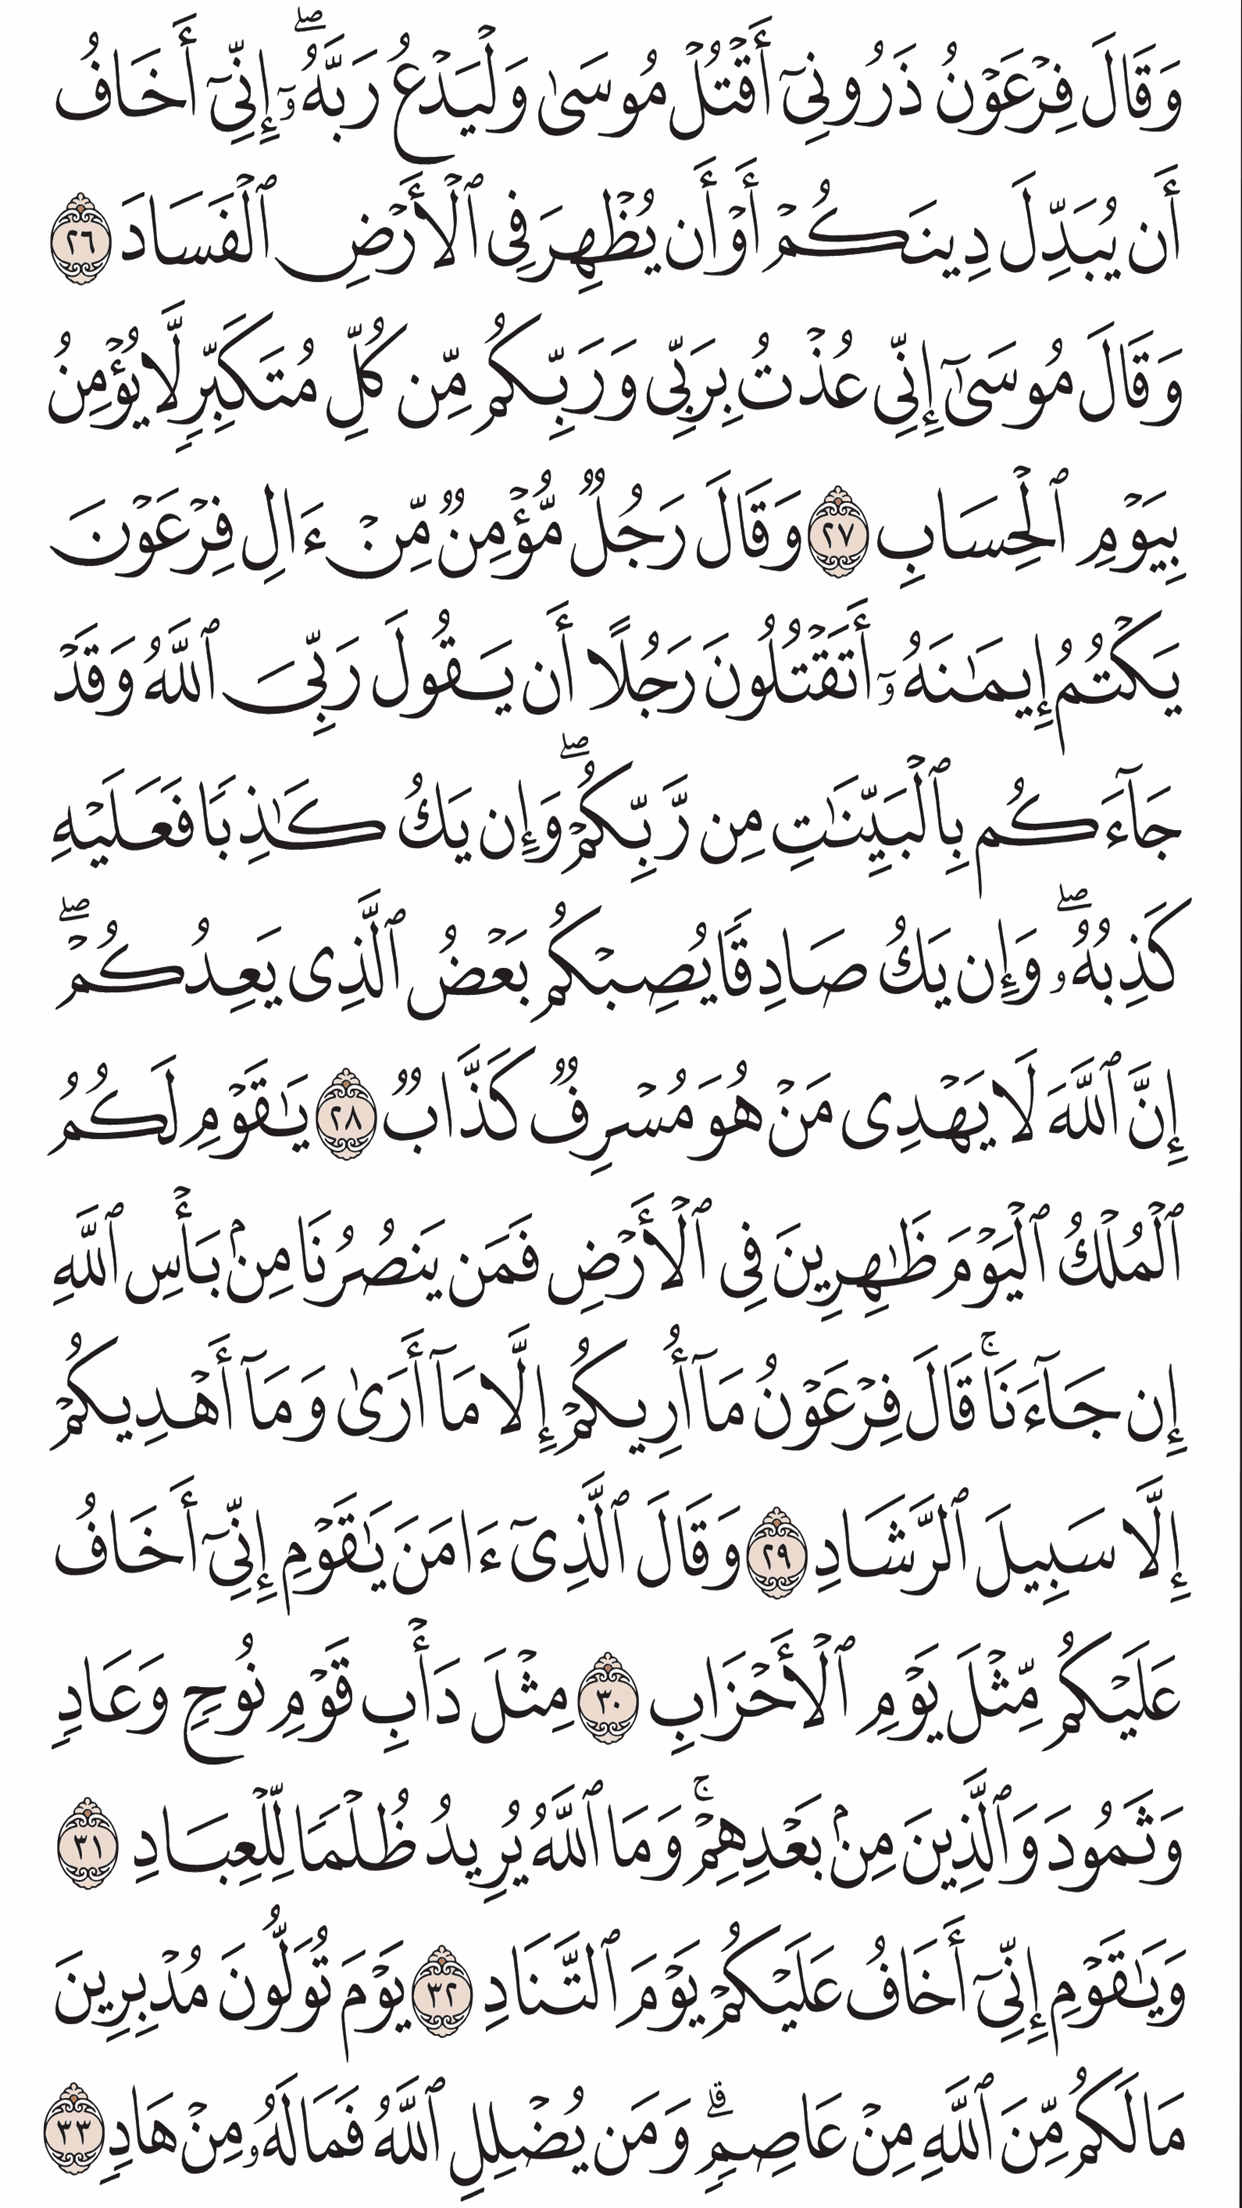 وَقَالَ فِرْعَوْنُ ذَرُونِىٓ أَقْتُلْ مُوسَىٰ وَلْيَدْعُ رَبَّهُۥٓ ۖ إِنِّىٓ أَخَافُ
أَن يُبَدِّلَ دِينَكُمْ أَوْ أَن يُظْهِرَ فِى ٱلْأَرْضِ ٱلْفَسَادَ ٢٦
وَقَالَ مُوسَىٰٓ إِنِّى عُذْتُ بِرَبِّى وَرَبِّكُم مِّن كُلِّ مُتَكَبِّرٍ لَّا يُؤْمِنُ
بِيَوْمِ ٱلْحِسَابِ ٢٧ وَقَالَ رَجُلٌ مُّؤْمِنٌ مِّنْ ءَالِ فِرْعَوْنَ
يَكْتُمُ إِيمَـٰنَهُۥٓ أَتَقْتُلُونَ رَجُلًا أَن يَقُولَ رَبِّىَ ٱللَّهُ وَقَدْ
جَآءَكُم بِٱلْبَيِّنَـٰتِ مِن رَّبِّكُمْ ۖ وَإِن يَكُ كَـٰذِبًا فَعَلَيْهِ
كَذِبُهُۥ ۖ وَإِن يَكُ صَادِقًا يُصِبْكُم بَعْضُ ٱلَّذِى يَعِدُكُمْ ۖ
إِنَّ ٱللَّهَ لَا يَهْدِى مَنْ هُوَ مُسْرِفٌ كَذَّابٌ ٢٨ يَـٰقَوْمِ لَكُمُ
ٱلْمُلْكُ ٱلْيَوْمَ ظَـٰهِرِينَ فِى ٱلْأَرْضِ فَمَن يَنصُرُنَا مِنۢ بَأْسِ ٱللَّهِ
إِن جَآءَنَا ۚ قَالَ فِرْعَوْنُ مَآ أُرِيكُمْ إِلَّا مَآ أَرَىٰ وَمَآ أَهْدِيكُمْ
إِلَّا سَبِيلَ ٱلرَّشَادِ ٢٩ وَقَالَ ٱلَّذِىٓ ءَامَنَ يَـٰقَوْمِ إِنِّىٓ أَخَافُ
عَلَيْكُم مِّثْلَ يَوْمِ ٱلْأَحْزَابِ ٣٠ مِثْلَ دَأْبِ قَوْمِ نُوحٍ وَعَادٍ
وَثَمُودَ وَٱلَّذِينَ مِنۢ بَعْدِهِمْ ۚ وَمَا ٱللَّهُ يُرِيدُ ظُلْمًا لِّلْعِبَادِ ٣١
وَيَـٰقَوْمِ إِنِّىٓ أَخَافُ عَلَيْكُمْ يَوْمَ ٱلتَّنَادِ ٣٢ يَوْمَ تُوَلُّونَ مُدْبِرِينَ
مَا لَكُم مِّنَ ٱللَّهِ مِنْ عَاصِمٍ ۗ وَمَن يُضْلِلِ ٱللَّهُ فَمَا لَهُۥ مِنْ هَادٍ ٣٣